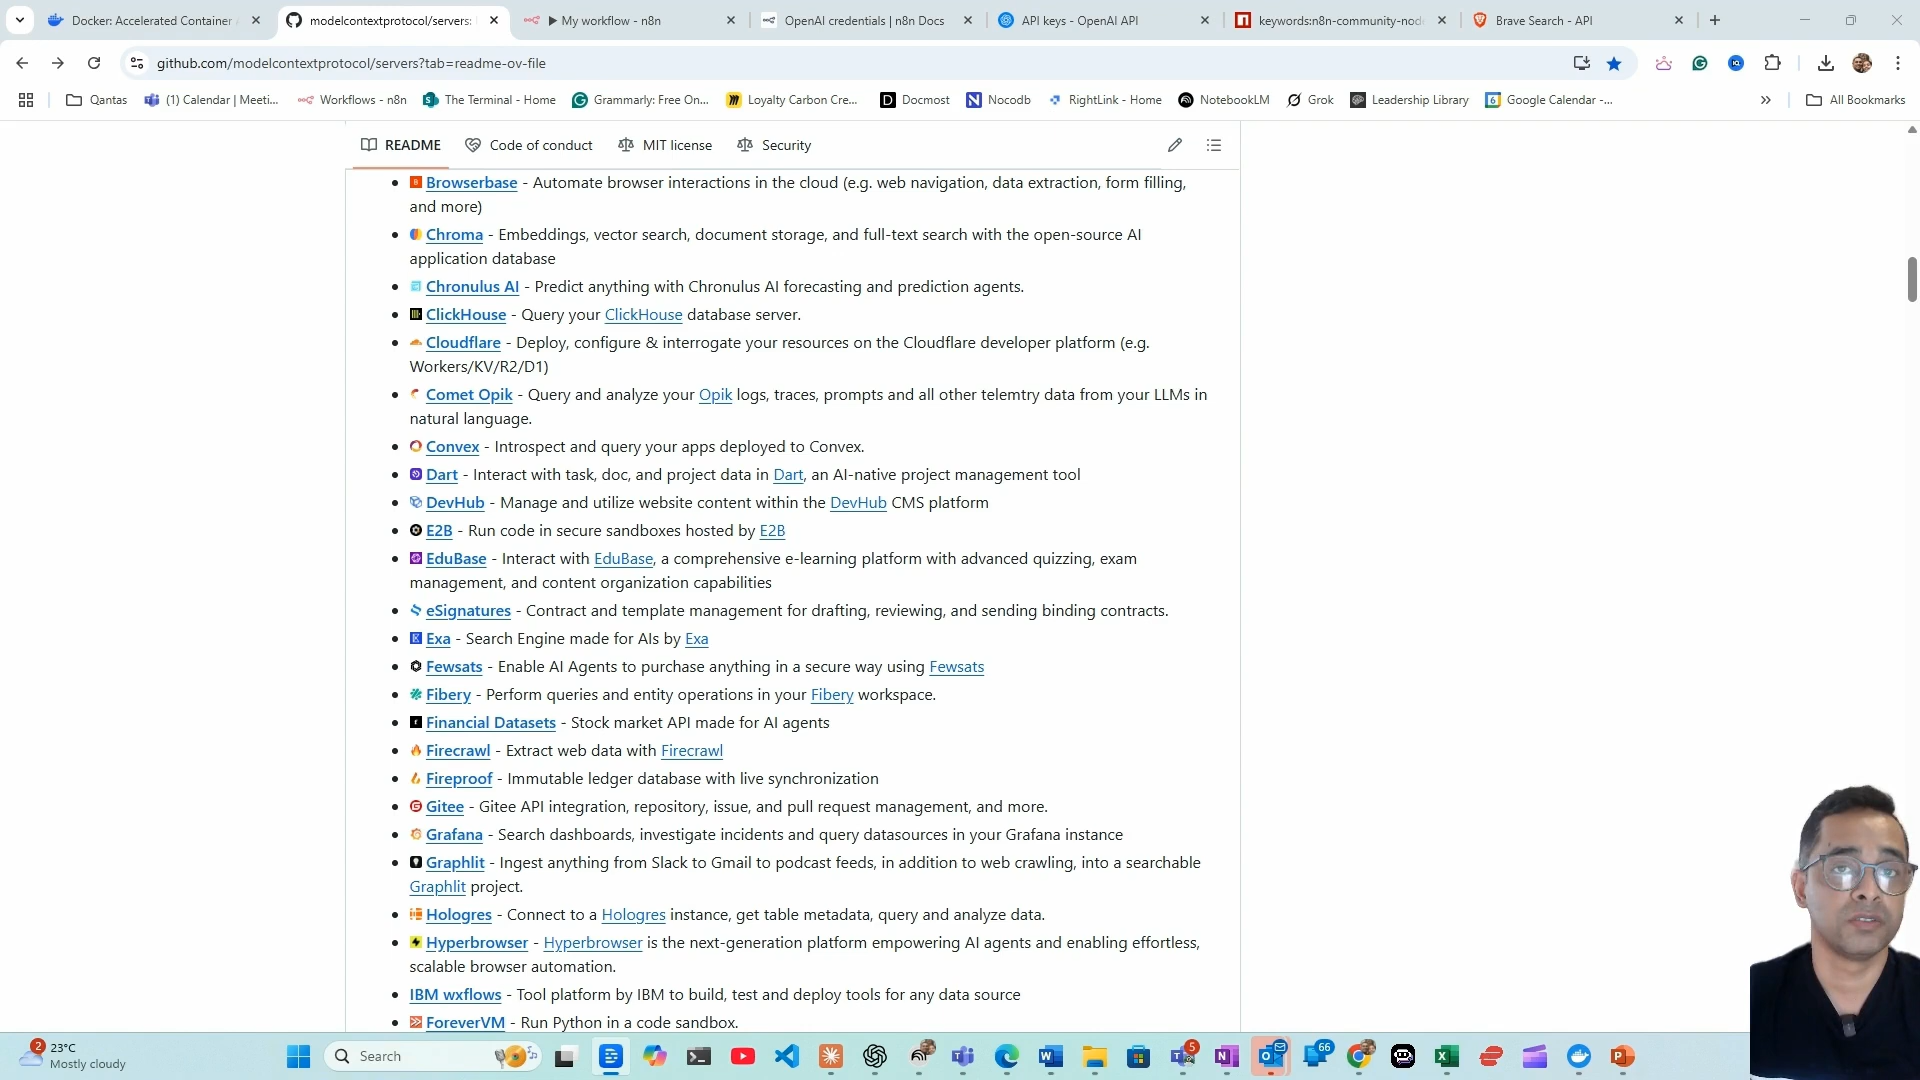 Docker: Accelerated Container
modelcontextprotocol/servers:
My workflow - n8n
OpenAI credentials | n8n Docs
API keys - OpenAI API
keywords:n8n-community-node
Brave Search - API
github.com/modelcontextprotocol/servers?tab=readme-ov-file
Qantas
(1) Calendar | Meeti...
Workflows - n8n
The Terminal - Home
Grammarly: Free On...
Loyalty Carbon Cre...
Docmost
Nocodb
RightLink - Home
NotebookLM
Grok
Leadership Library
Google Calendar -...
All Bookmarks
README
Code of conduct
MIT license
Security
Browserbase - Automate browser interactions in the cloud (e.g. web navigation, data extraction, form filling,
and more)
Chroma - Embeddings, vector search, document storage, and full-text search with the open-source AI
application database
Chronulus AI - Predict anything with Chronulus AI forecasting and prediction agents.
ClickHouse - Query your ClickHouse database server.
Cloudflare - Deploy, configure & interrogate your resources on the Cloudflare developer platform (e.g.
Workers/KV/R2/D1)
Comet Opik - Query and analyze your Opik logs, traces, prompts and all other telemtry data from your LLMs in
natural language.
Convex - Introspect and query your apps deployed to Convex.
Dart - Interact with task, doc, and project data in Dart, an AI-native project management tool
DevHub - Manage and utilize website content within the DevHub CMS platform
E2B - Run code in secure sandboxes hosted by E2B
EduBase - Interact with EduBase, a comprehensive e-learning platform with advanced quizzing, exam
management, and content organization capabilities
eSignatures - Contract and template management for drafting, reviewing, and sending binding contracts.
Exa - Search Engine made for AIs by Exa
Fewsats - Enable AI Agents to purchase anything in a secure way using Fewsats
Fibery - Perform queries and entity operations in your Fibery workspace.
Financial Datasets - Stock market API made for AI agents
Firecrawl - Extract web data with Firecrawl
Fireproof - Immutable ledger database with live synchronization
Gitee - Gitee API integration, repository, issue, and pull request management, and more.
Grafana - Search dashboards, investigate incidents and query datasources in your Grafana instance
Graphlit - Ingest anything from Slack to Gmail to podcast feeds, in addition to web crawling, into a searchable
Graphlit project.
Hologres - Connect to a Hologres instance, get table metadata, query and analyze data.
Hyperbrowser - Hyperbrowser is the next-generation platform empowering AI agents and enabling effortless,
scalable browser automation.
IBM wxflows - Tool platform by IBM to build, test and deploy tools for any data source
ForeverVM - Run Python in a code sandbox.
2
23°C
Mostly cloudy
Search
5
66